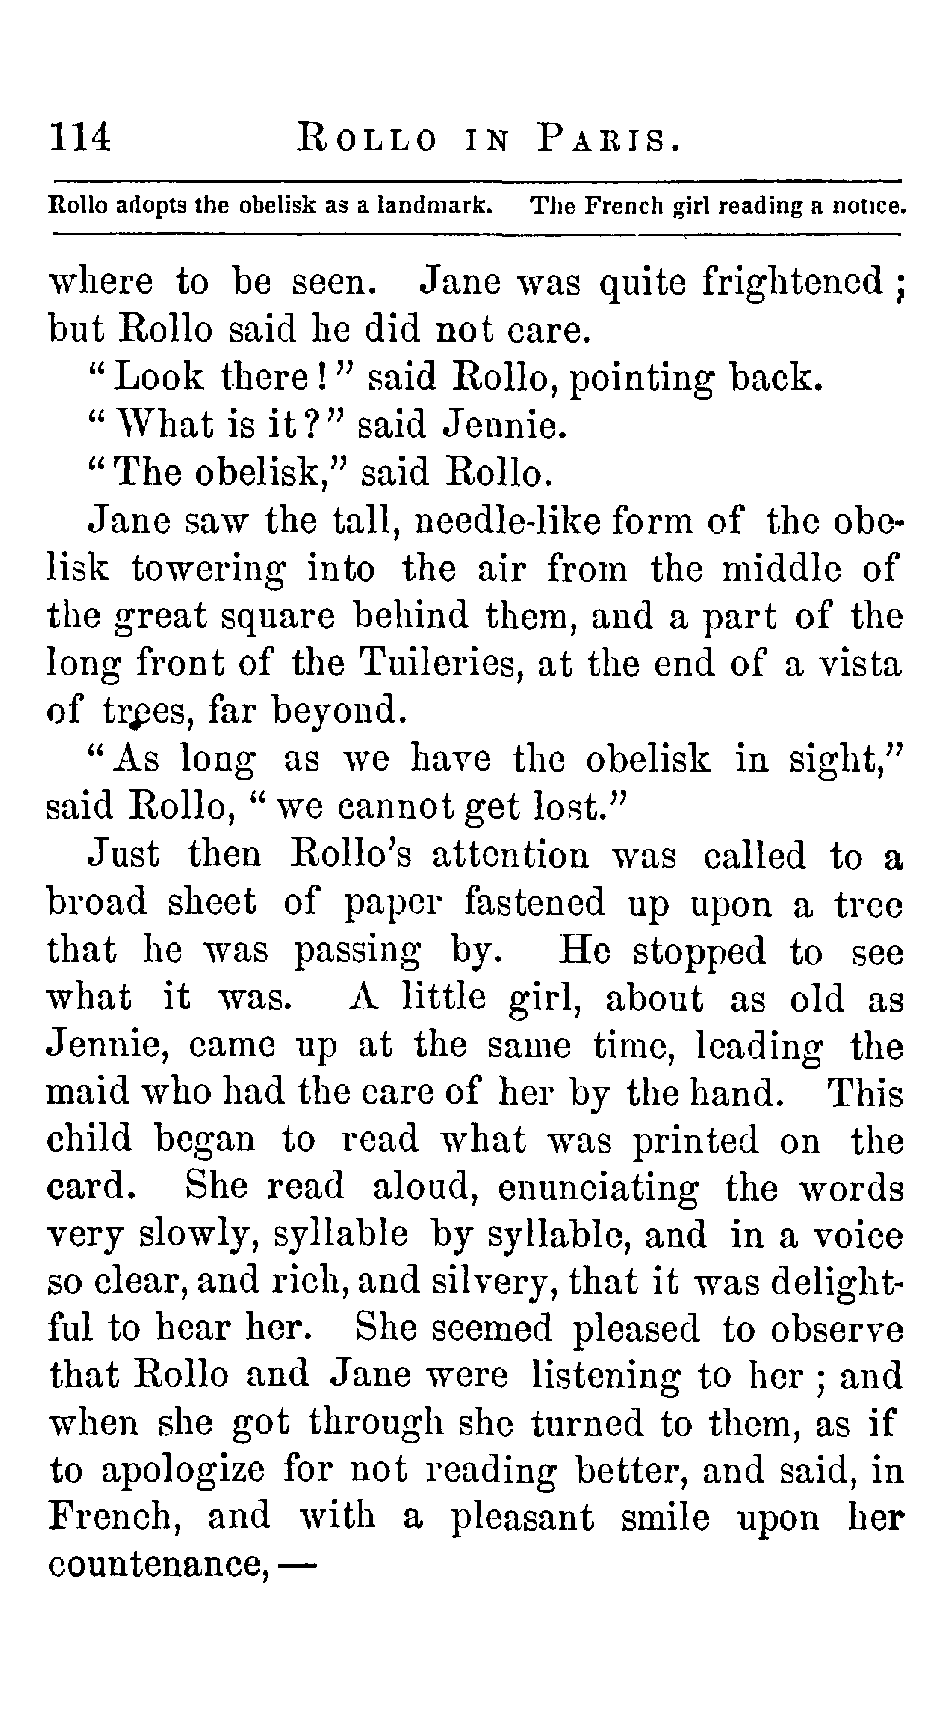 114 ROLLO IN PARIS.
Rollo adopts the obelisk as a landmark. The French girl reading a notice.
where to be seen. Jane was quite frightened ;
but Rollo said he did not care.
“ Look there ! ” said Rollo, pointing back.
“ What is it ? ” said Jennie.
“ The obelisk,” said Rollo.
Jane saw the tall, needle-like form of the obe-
lisk towering into the air from the middle of
the great square behind them, and a part of the
long front of the Tuileries, at the end of a vista
of trees, far beyond.
“ As long as we have the obelisk in sight,”
said Rollo, “ we cannot get lost.”
Just then Rollo’s attention was called to a
broad sheet of paper fastened up upon a tree
that he was passing by. He stopped to see
what it was. A little girl, about as old as
Jennie, came up at the same time, leading the
maid who had the care of her by the hand. This
child began to read what was printed on the
card. She read aloud, enunciating the words
very slowly, syllable by syllable, and in a voice
so clear, and rich, and silvery, that it was delight-
ful to hear her. She seemed pleased to observe
that Rollo and Jane were listening to her ; and
when she got through she turned to them, as if
to apologize for not reading better, and said, in
French, and with a pleasant smile upon her
countenance, —